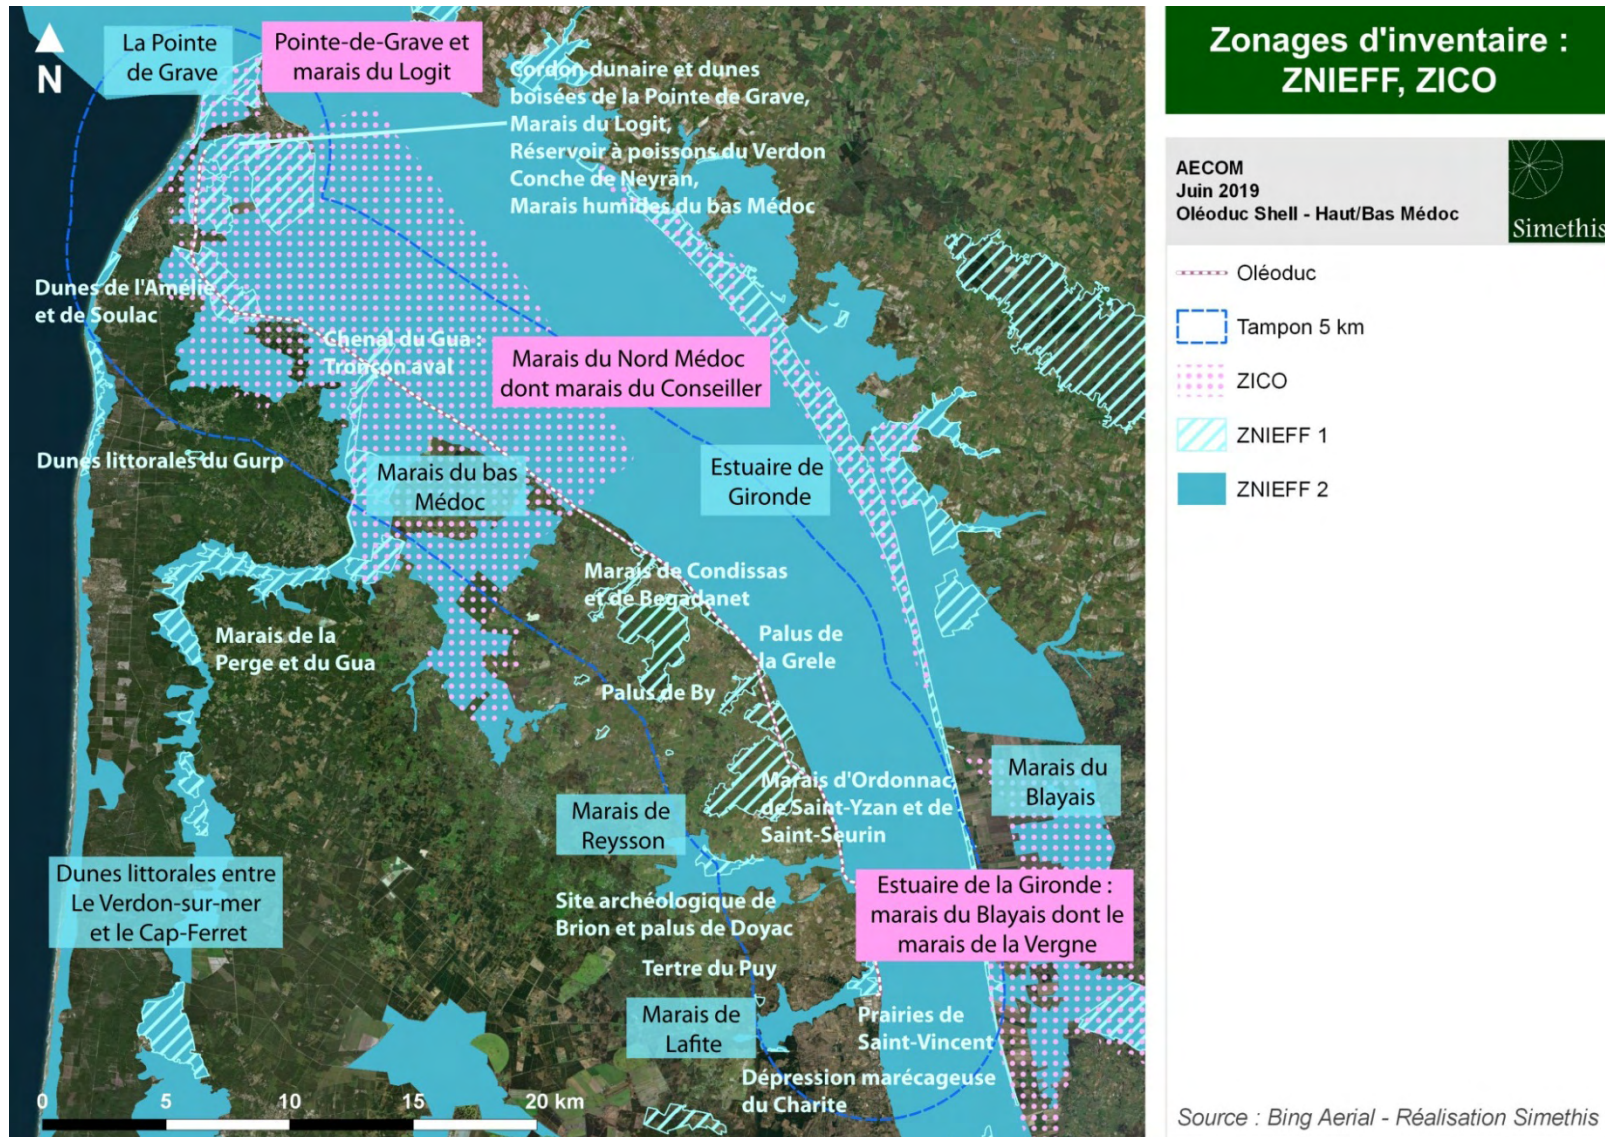 Zonages d'inventaire :
ZNIEFF, ZICO
AECOM
Juin 2019
Oléoduc Shell - Haut/Bas Médoc
Simethis
Oléoduc
Tampon 5 km
ZICO
ZNIEFF 1
ZNIEFF 2
N
La Pointe
de Grave
Pointe-de-Grave et
marais du Logit
Cordon dunaire et dunes
boisées de la Pointe de Grave,
Marais du Logit,
Réservoir à poissons du Verdon
Conche de Neyran,
Marais humides du bas Médoc
Dunes de l'Amélie
et de Soulac
Chenal du Gua :
Tronçon aval
Marais du Nord Médoc
dont marais du Conseiller
Dunes littorales du Gurp
Marais du bas
Médoc
Estuaire de
Gironde
Marais de Condissas
et de Begadanet
Marais de la
Perge et du Gua
Palus de
la Grele
Palus de By
Marais d'Ordonnac
de Saint-Yzan et de
Saint-Seurin
Marais du
Blayais
Marais de
Reysson
Dunes littorales entre
Le Verdon-sur-mer
et le Cap-Ferret
Site archéologique de
Brion et palus de Doyac
Estuaire de la Gironde :
marais du Blayais dont le
marais de la Vergne
Tertre du Puy
Marais de
Lafite
Prairies de
Saint-Vincent
Dépression marécageuse
du Charite
0 5 10 15 20 km
Source : Bing Aerial - Réalisation Simethis